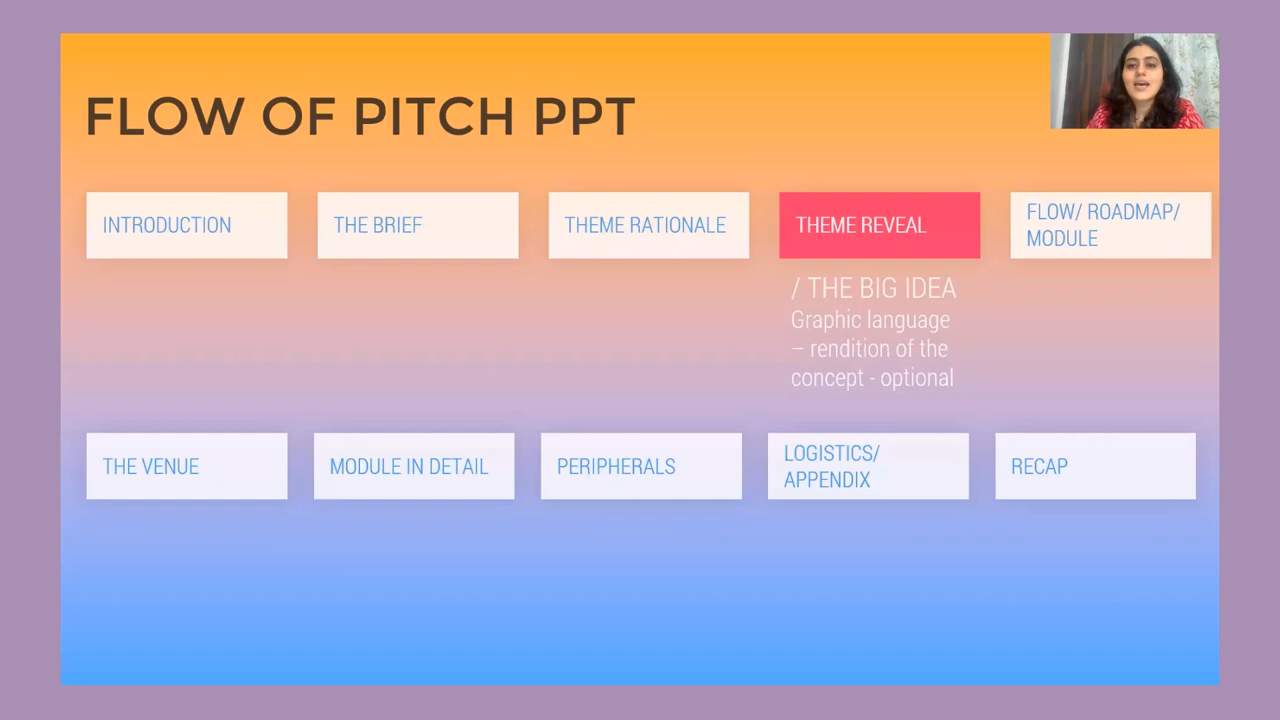 FLOW OF PITCH PPT
INTRODUCTION
THE BRIEF
THEME RATIONALE
THEME REVEAL
FLOW/ ROADMAP/
MODULE
/ THE BIG IDEA
Graphic language
– rendition of the
concept - optional
THE VENUE
MODULE IN DETAIL
PERIPHERALS
LOGISTICS/
APPENDIX
RECAP